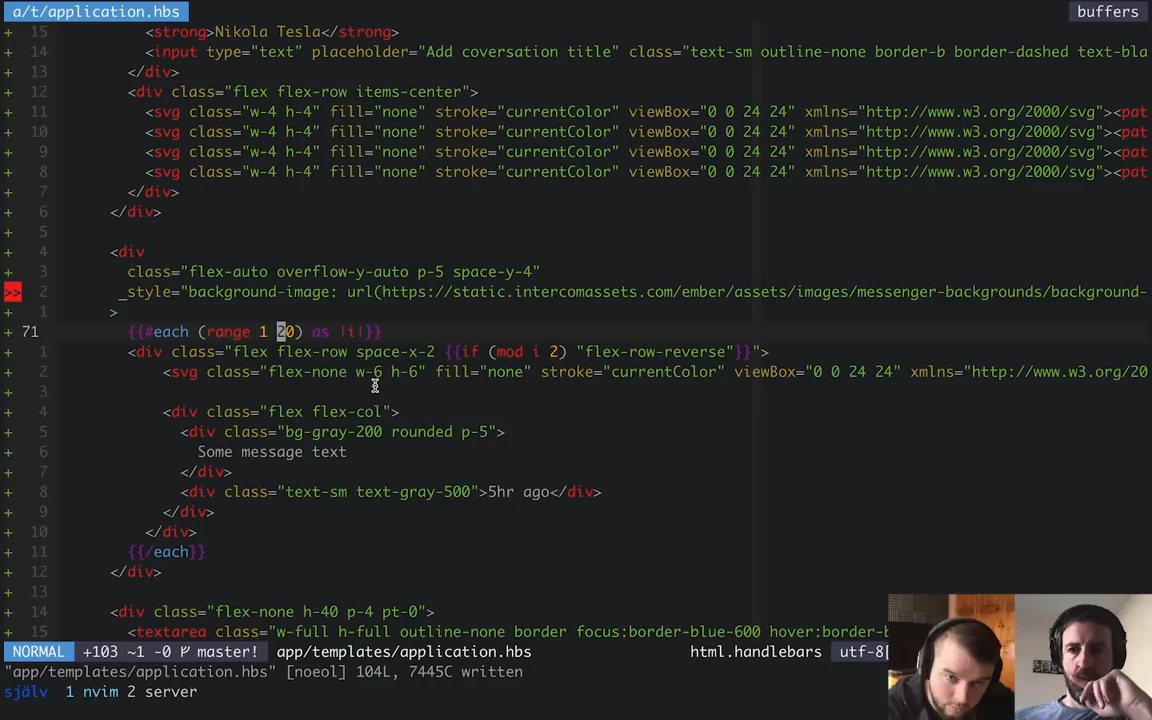 a/t/application.hbs buffers
+ 15 <strong>Nikola Tesla</strong>
+ 14 <input type="text" placeholder="Add coversation title" class="text-sm outline-none border-b border-dashed text-bla
+ 13 </div>
+ 12 <div class="flex flex-row items-center">
+ 11 <svg class="w-4 h-4" fill="none" stroke="currentColor" viewBox="0 0 24 24" xmlns="http://www.w3.org/2000/svg"><pat
+ 10 <svg class="w-4 h-4" fill="none" stroke="currentColor" viewBox="0 0 24 24" xmlns="http://www.w3.org/2000/svg"><pat
+ 9 <svg class="w-4 h-4" fill="none" stroke="currentColor" viewBox="0 0 24 24" xmlns="http://www.w3.org/2000/svg"><pat
+ 8 <svg class="w-4 h-4" fill="none" stroke="currentColor" viewBox="0 0 24 24" xmlns="http://www.w3.org/2000/svg"><pat
+ 7 </div>
+ 6 </div>
+ 5
+ 4 <div
+ 3 class="flex-auto overflow-y-auto p-5 space-y-4"
>> 2 _style="background-image: url(https://static.intercomassets.com/ember/assets/images/messenger-backgrounds/background-
+ 1 >
+ 71 {{#each (range 1 20) as |i|}}
+ 1 <div class="flex flex-row space-x-2 {{if (mod i 2) "flex-row-reverse"}}">
+ 2 <svg class="flex-none w-6 h-6" fill="none" stroke="currentColor" viewBox="0 0 24 24" xmlns="http://www.w3.org/20
+ 3
+ 4 <div class="flex flex-col">
+ 5 <div class="bg-gray-200 rounded p-5">
+ 6 Some message text
+ 7 </div>
+ 8 <div class="text-sm text-gray-500">5hr ago</div>
+ 9 </div>
+ 10 </div>
+ 11 {{/each}}
+ 12 </div>
+ 13
+ 14 <div class="flex-none h-40 p-4 pt-0">
+ 15 <textarea class="w-full h-full outline-none border focus:border-blue-600 hover:border-b
NORMAL +103 ~1 -0 master! app/templates/application.hbs html.handlebars utf-8[
"app/templates/application.hbs" [noeol] 104L, 7445C written
själv 1 nvim 2 server